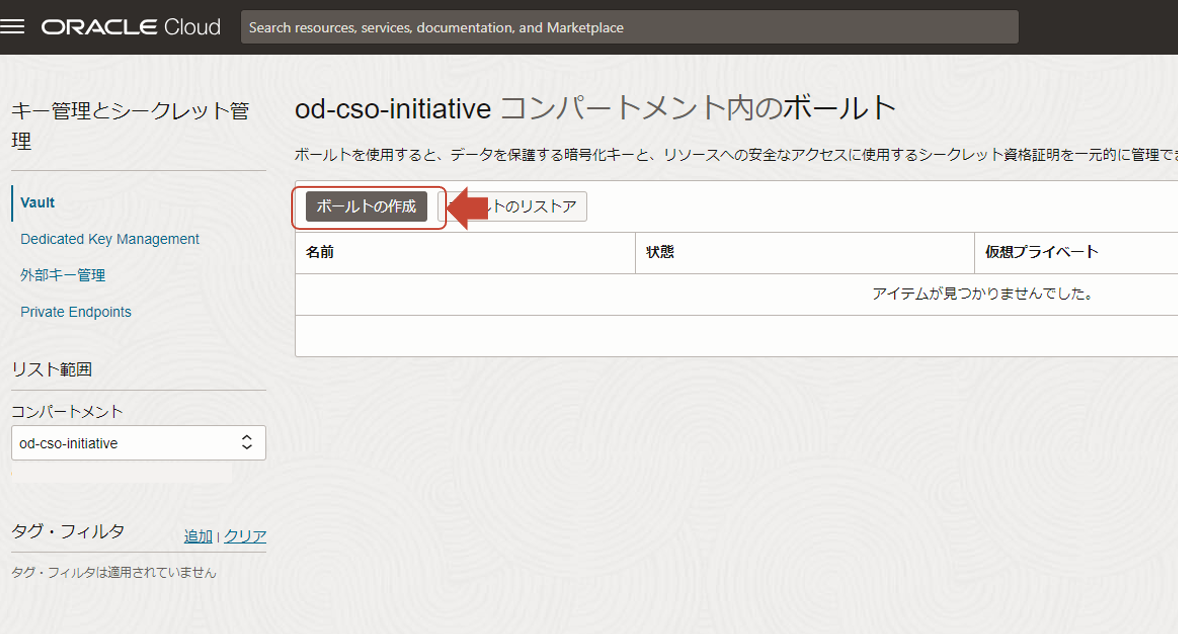 ORACLE Cloud
Search resources, services, documentation, and Marketplace
キー管理とシークレット管
理
Vault
Dedicated Key Management
外部キー管理
Private Endpoints
リスト範囲
コンパートメント
od-cso-initiative
タグ・フィルタ
追加 | クリア
タグ・フィルタは適用されていません
od-cso-initiative コンパートメント内のボールト
ボールトを使用すると、データを保護する暗号化キーと、リソースへの安全なアクセスに使用するシークレット資格証明を一元的に管理でき
ボールトの作成
ルトのリストア
名前
状態
仮想プライベート
アイテムが見つかりませんでした。